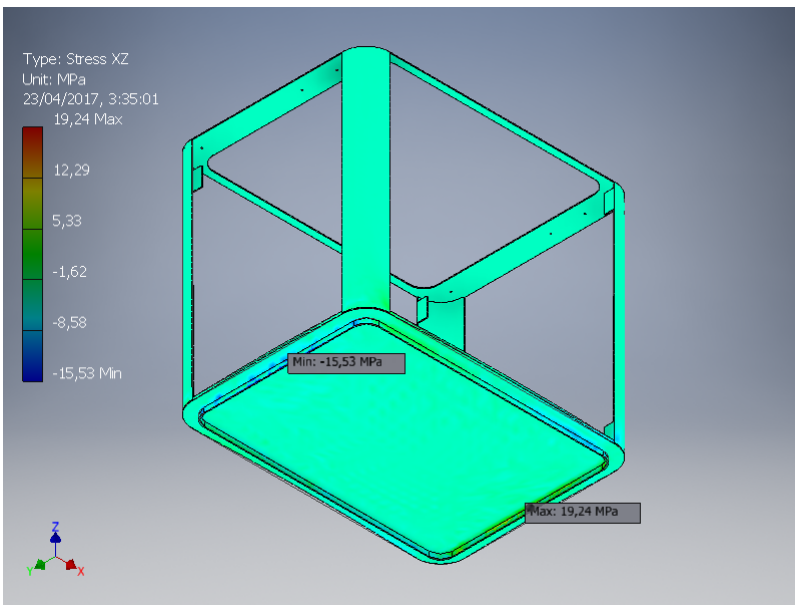 Type: Stress XZ
Unit: MPa
23/04/2017, 3:35:01
19,24 Max
12,29
5,33
-1,62
-8,58
-15,53 Min
Min: -15,53 MPa
Max: 19,24 MPa
Z
Y
X